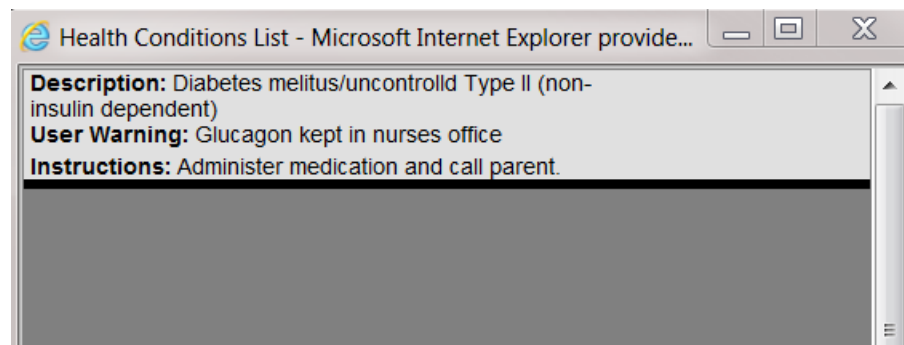 Health Conditions List - Microsoft Internet Explorer provide...
Description: Diabetes melitus/uncontrolld Type II (non-
insulin dependent)
User Warning: Glucagon kept in nurses office
Instructions: Administer medication and call parent.